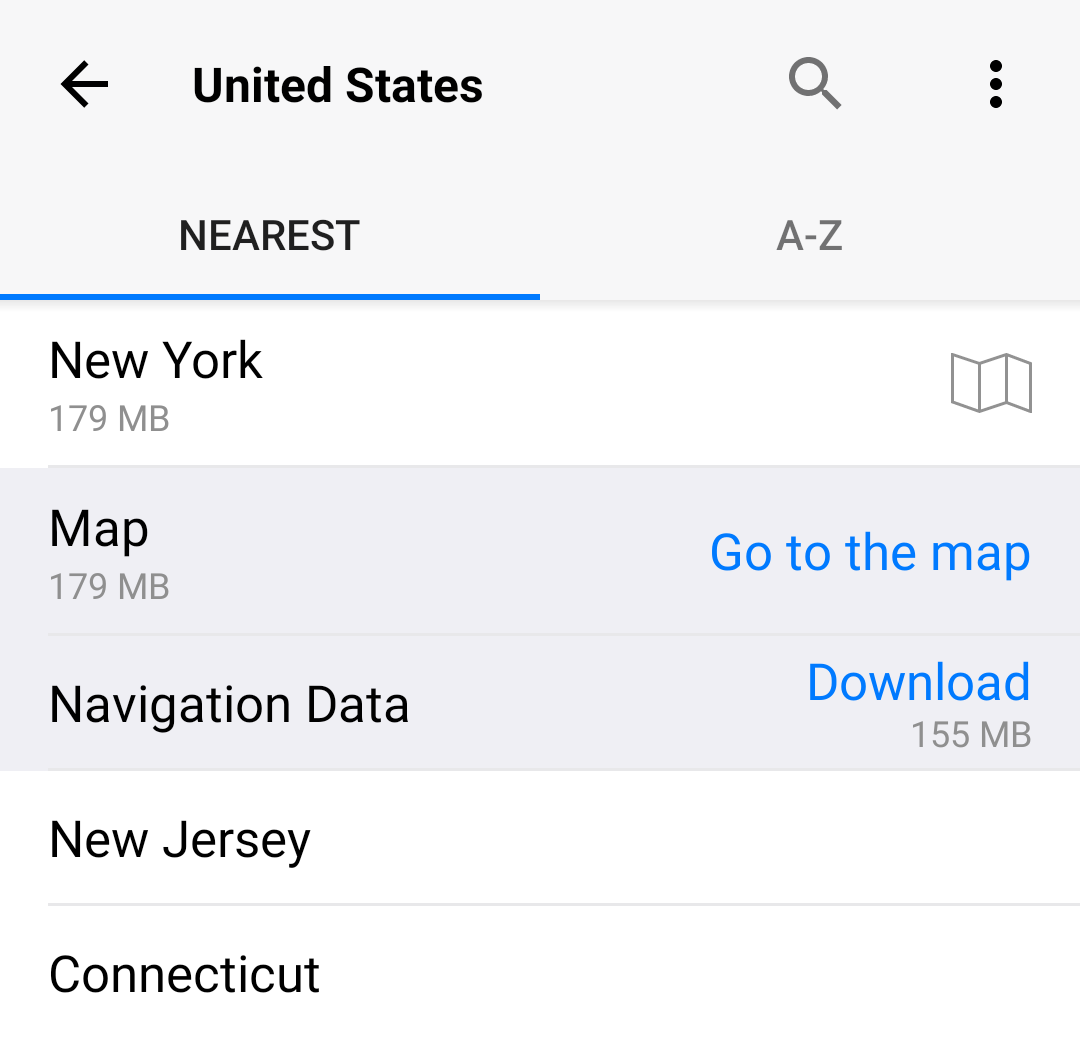 United States
NEAREST
A-Z
New York
179 MB
Map
179 MB
Go to the map
Navigation Data
Download
155 MB
New Jersey
Connecticut